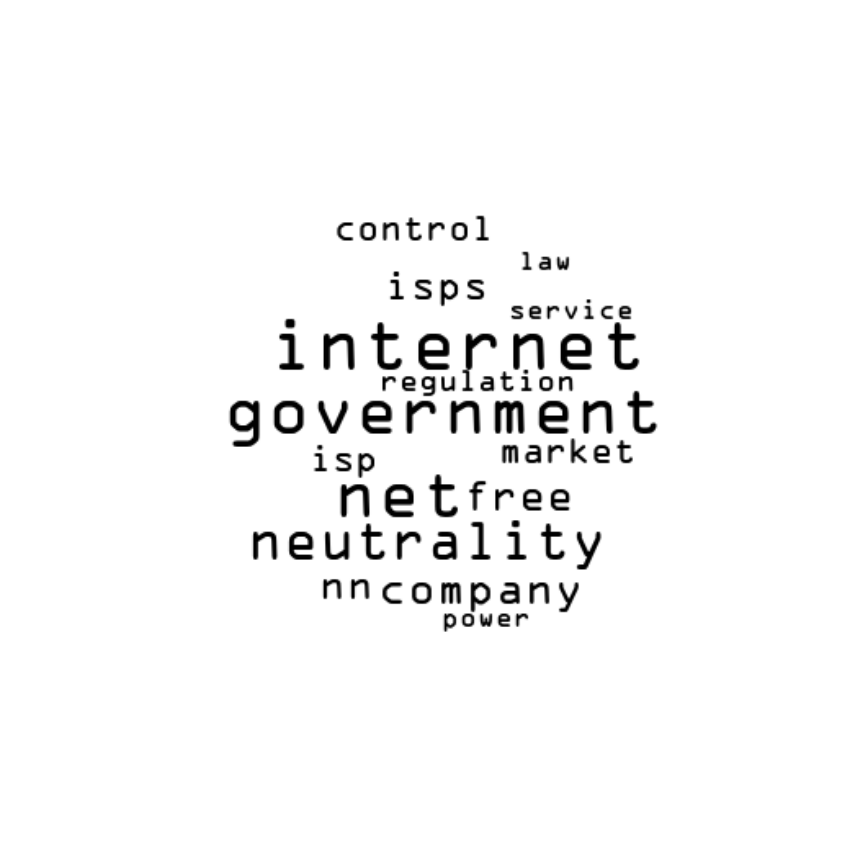 control
law
isps
service
internet
regulation
government
market
isp
net free
neutrality
nn company
power